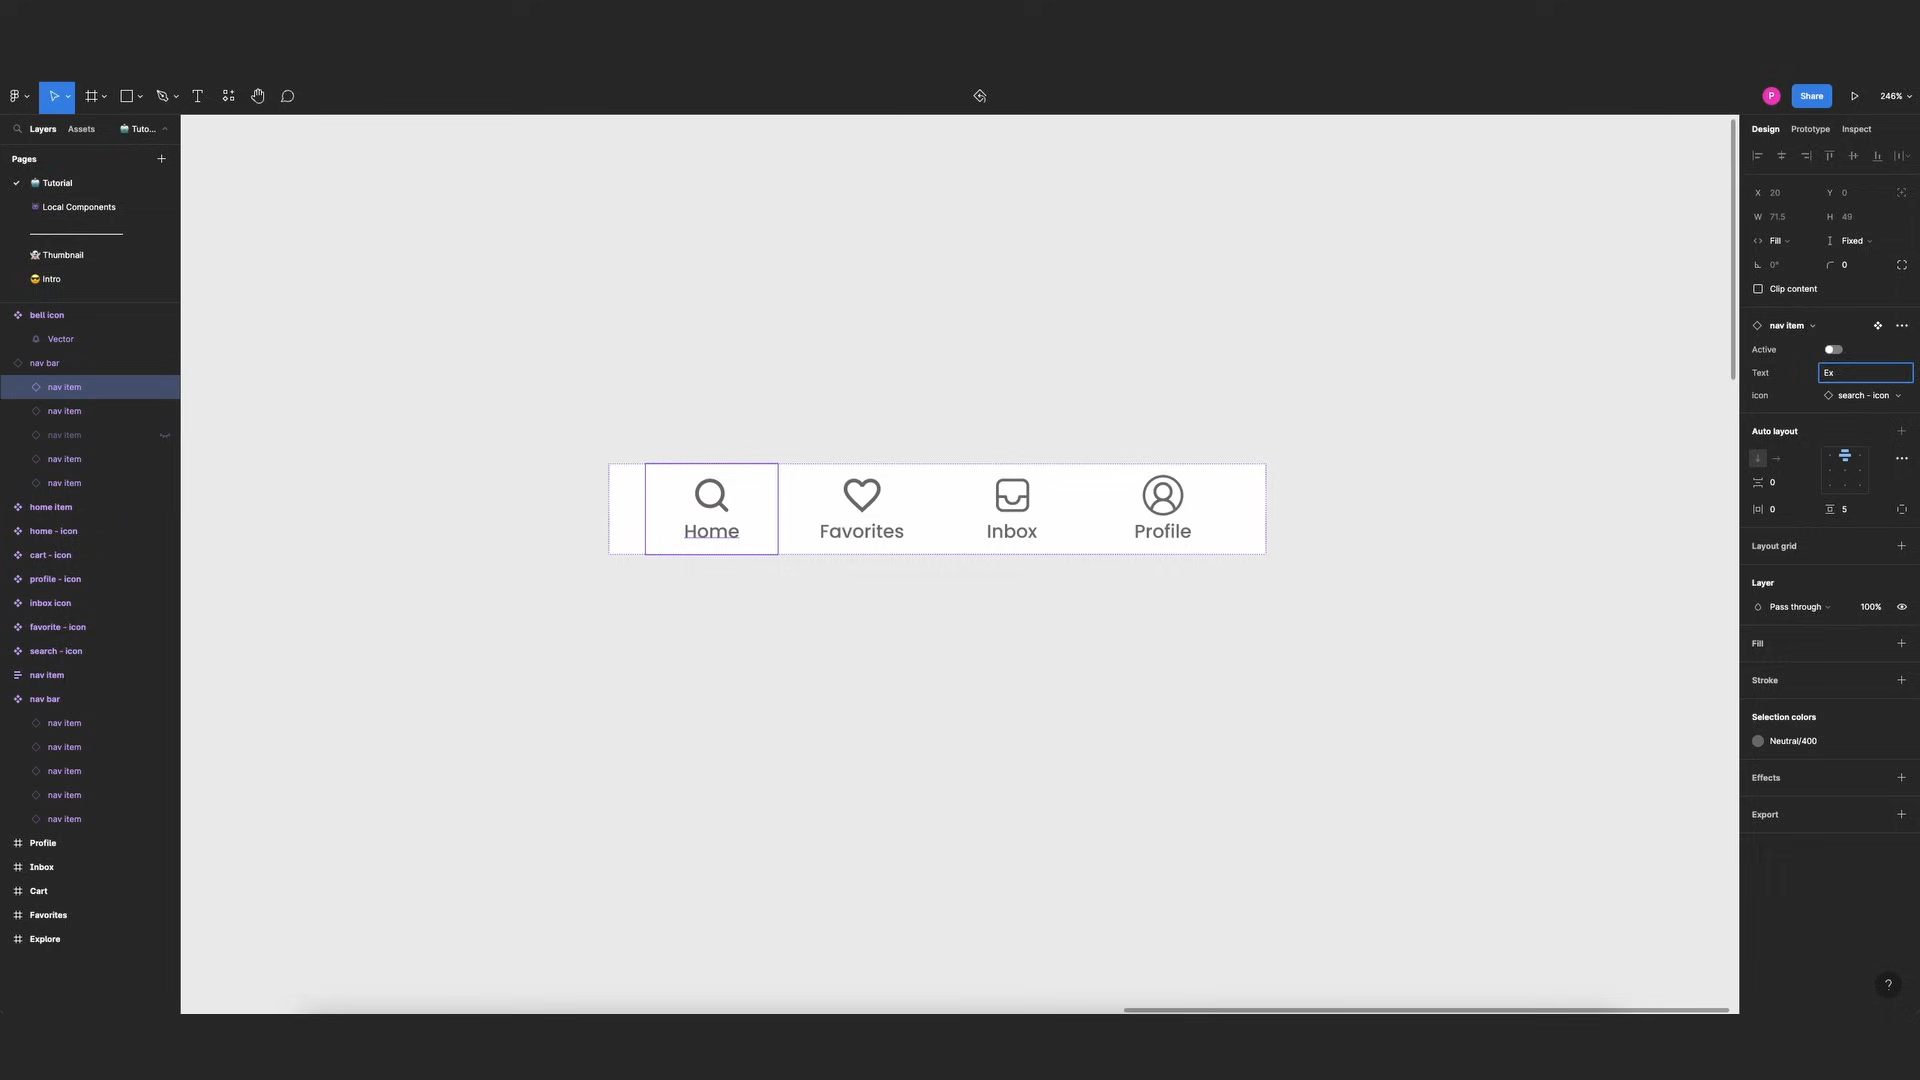 P
Share
246%
Layers
Assets
Tuto...
Pages
Tutorial
Local Components
Thumbnail
Intro
bell icon
Vector
nav bar
nav item
nav item
nav item
nav item
nav item
home item
home - icon
cart - icon
profile - icon
inbox icon
favorite - icon
search - icon
nav item
nav bar
nav item
nav item
nav item
nav item
nav item
Profile
Inbox
Cart
Favorites
Explore
Home
Favorites
Inbox
Profile
Design
Prototype
Inspect
X 20
Y 0
W 71.5
H 49
Fill
Fixed
0°
0
Clip content
nav item
Active
Text
Ex
icon
search - icon
Auto layout
0
0
5
Layout grid
Layer
Pass through
100%
Fill
Stroke
Selection colors
Neutral/400
Effects
Export
?